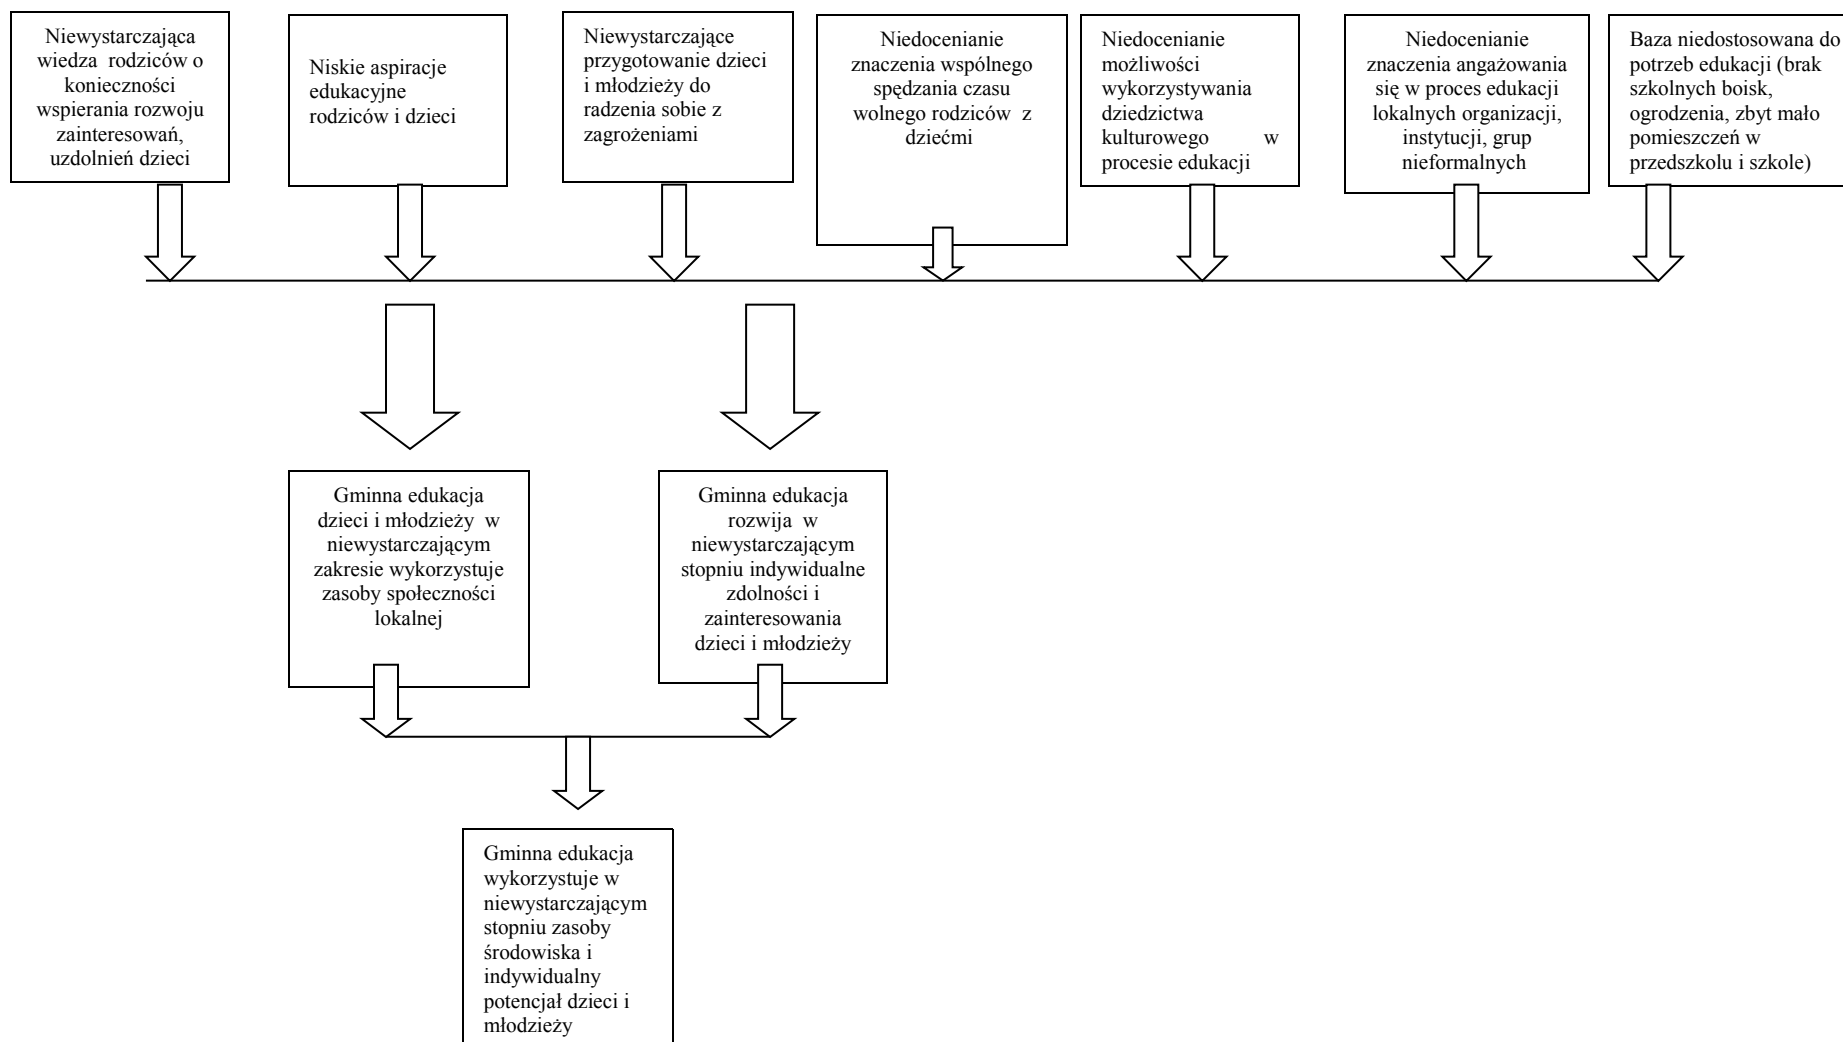 Niewystarczająca
wiedza rodziców o
konieczności
wspierania rozwoju
zainteresowań,
uzdolnień dzieci
Niskie aspiracje
edukacyjne
rodziców i dzieci
Niewystarczające
przygotowanie dzieci
i młodzieży do
radzenia sobie z
zagrożeniami
Niedocenianie
znaczenia wspólnego
spędzania czasu
wolnego rodziców z
dziećmi
Niedocenianie
możliwości
wykorzystywania
dziedzictwa
kulturowego w
procesie edukacji
Niedocenianie
znaczenia angażowania
się w proces edukacji
lokalnych organizacji,
instytucji, grup
nieformalnych
Baza niedostosowana do
potrzeb edukacji (brak
szkolnych boisk,
ogrodzenia, zbyt mało
pomieszczeń w
przedszkolu i szkole)
Gminna edukacja
dzieci i młodzieży w
niewystarczającym
zakresie wykorzystuje
zasoby społeczności
lokalnej
Gminna edukacja
rozwija w
niewystarczającym
stopniu indywidualne
zdolności i
zainteresowania
dzieci i młodzieży
Gminna edukacja
wykorzystuje w
niewystarczającym
stopniu zasoby
środowiska i
indywidualny
potencjał dzieci i
młodzieży